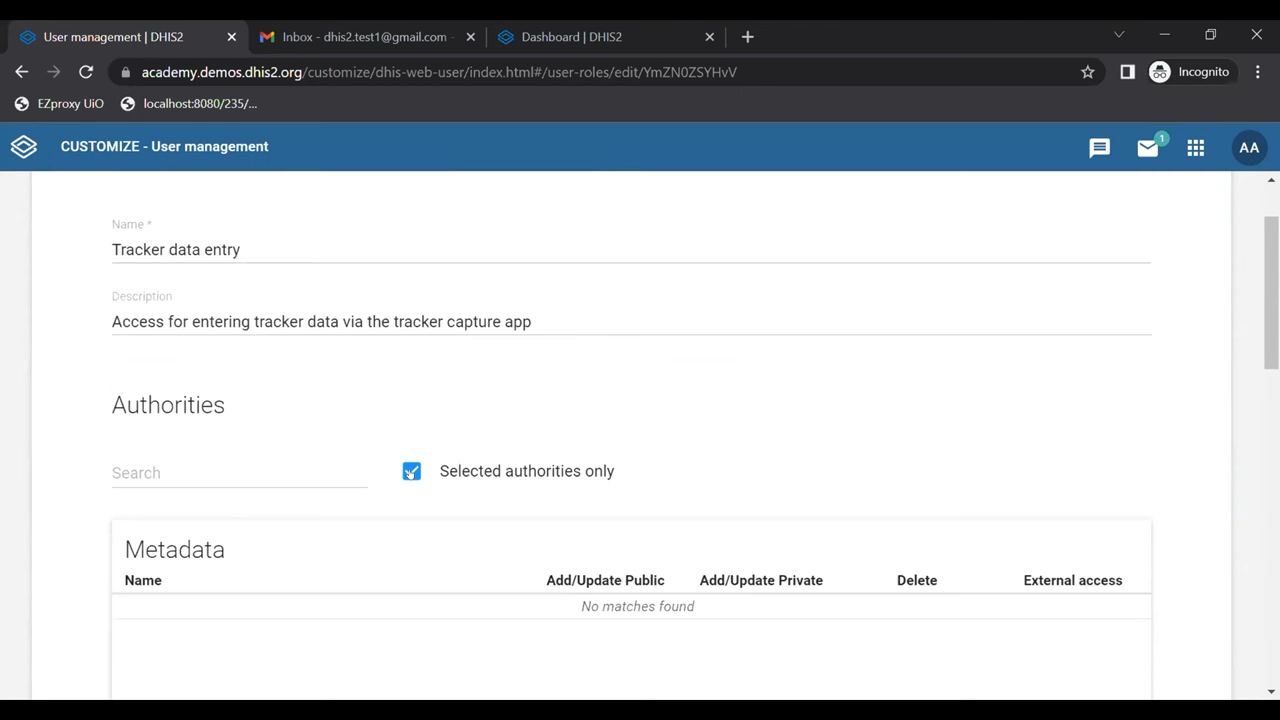 User management | DHIS2
Inbox - dhis2.test1@gmail.com -
Dashboard | DHIS2
academy.demos.dhis2.org/customize/dhis-web-user/index.html#/user-roles/edit/YmZN0ZSYHvV
Incognito
EZproxy UiO
localhost:8080/235/...
CUSTOMIZE - User management
1
AA
Name *
Tracker data entry
Description
Access for entering tracker data via the tracker capture app
Authorities
Search
Selected authorities only
Metadata
Name Add/Update Public Add/Update Private Delete External access
No matches found